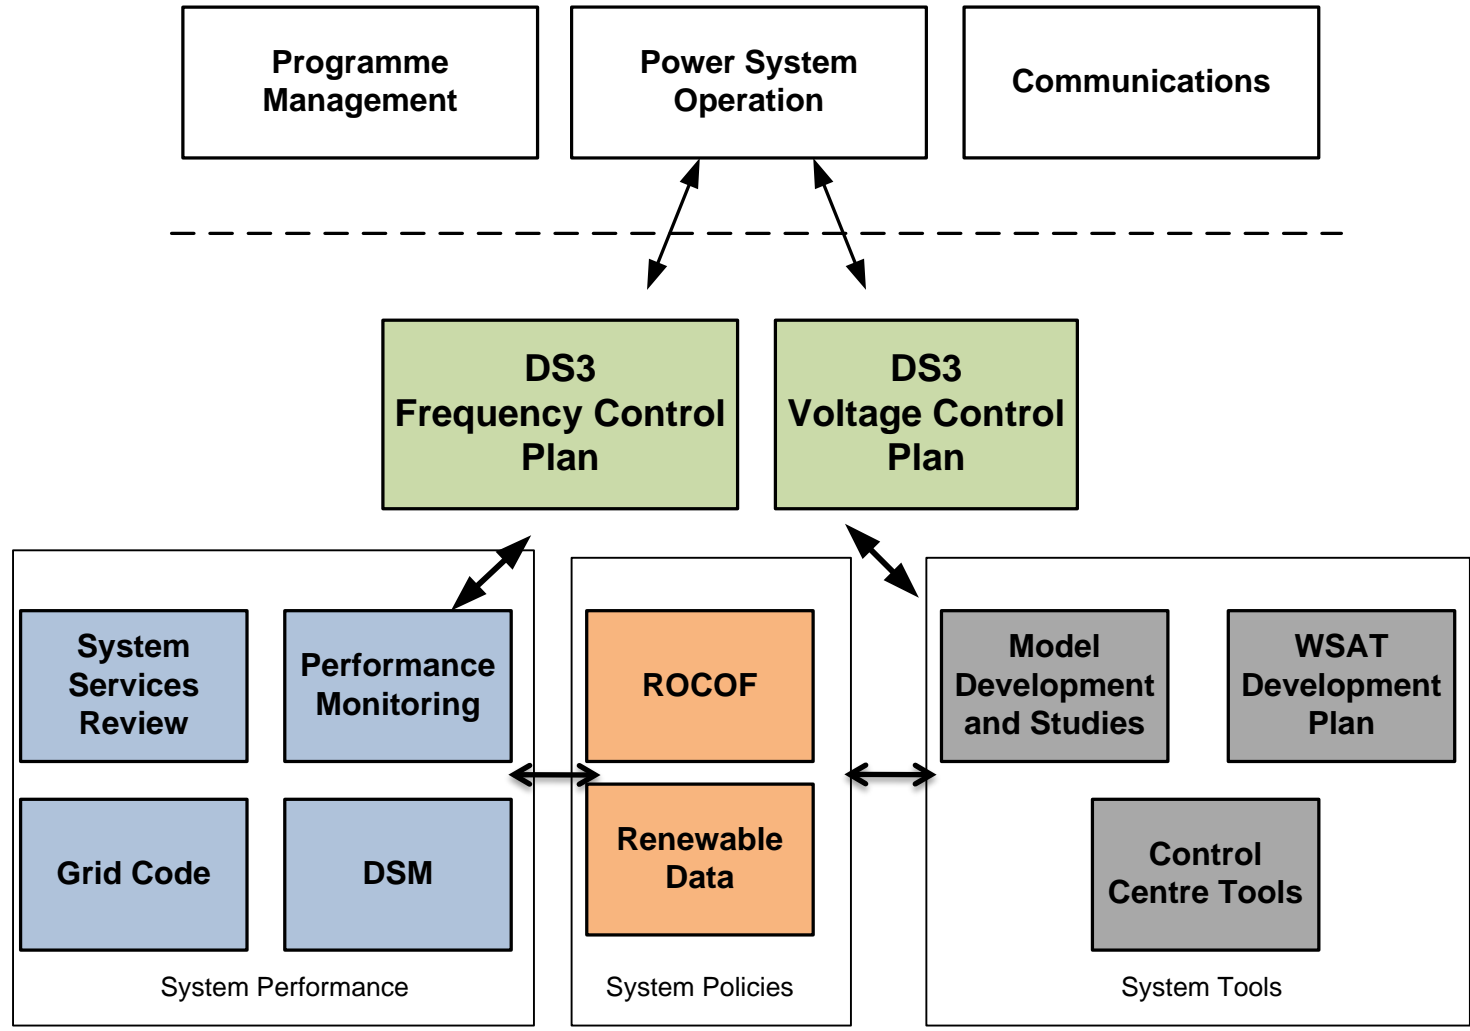 Programme
Management
Power System
Operation
Communications
DS3
Frequency Control
Plan
DS3
Voltage Control
Plan
System
Services
Review
Performance
Monitoring
Grid Code
DSM
System Performance
ROCOF
Renewable
Data
System Policies
Model
Development
and Studies
WSAT
Development
Plan
Control
Centre Tools
System Tools